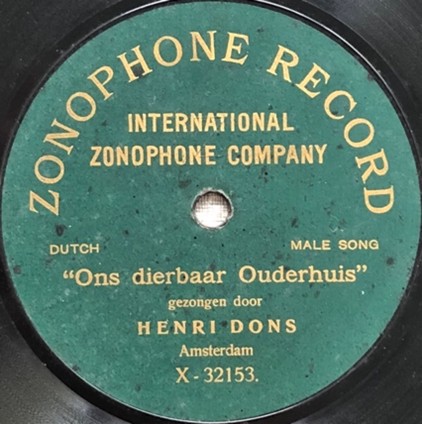 ZONOPHONE RECORD
INTERNATIONAL
ZONOPHONE COMPANY
DUTCH MALE SONG
“Ons dierbaar Ouderhuis”
gezongen door
HENRI DONS
Amsterdam
X-32153.